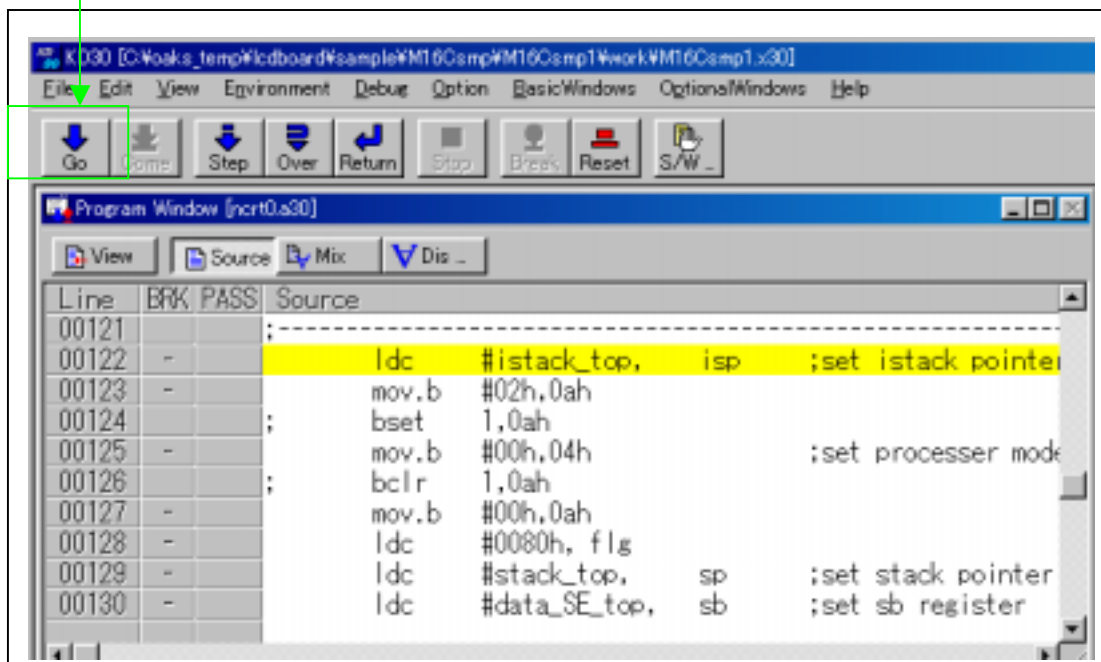 KD30 [C:¥oaks_temp¥lcdboard¥sample¥M16Csmp¥M16Csmp1¥work¥M16Csmp1.x30]
File Edit View Environment Debug Option BasicWindows OptionalWindows Help
Go Come Step Over Return Stop Break Reset S/W ..
Program Window [ncrt0.a30]
View Source Mix Dis ..
Line BRK PASS Source
00121 ;---------------------------------------------------------
00122 - ldc #istack_top, isp ;set istack pointer
00123 - mov.b #02h,0ah
00124 ; bset 1,0ah
00125 - mov.b #00h,04h ;set processer mode
00126 ; bclr 1,0ah
00127 - mov.b #00h,0ah
00128 - ldc #0080h, flg
00129 - ldc #stack_top, sp ;set stack pointer
00130 - ldc #data_SE_top, sb ;set sb register